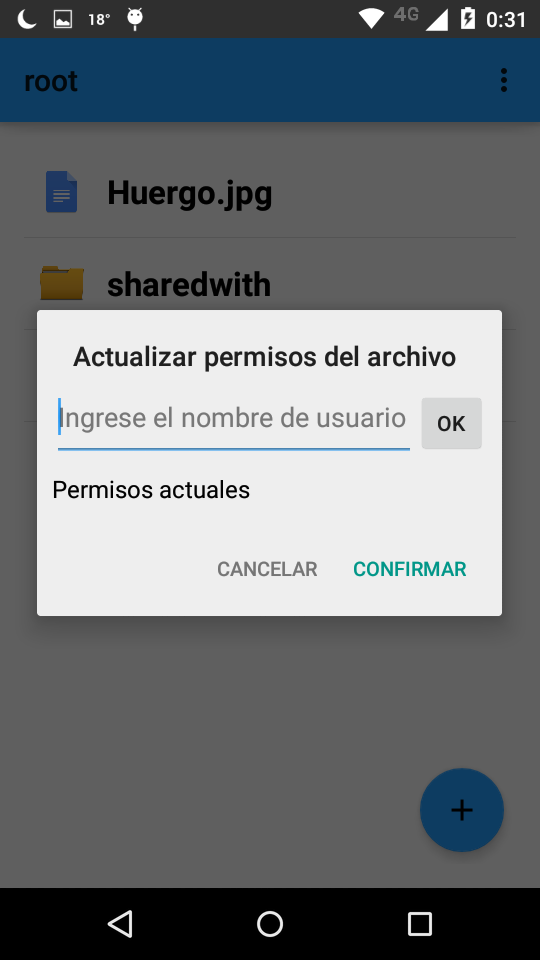 18°
4G
0:31
root
Huergo.jpg
sharedwith
Actualizar permisos del archivo
Ingrese el nombre de usuario
OK
Permisos actuales
CANCELAR
CONFIRMAR